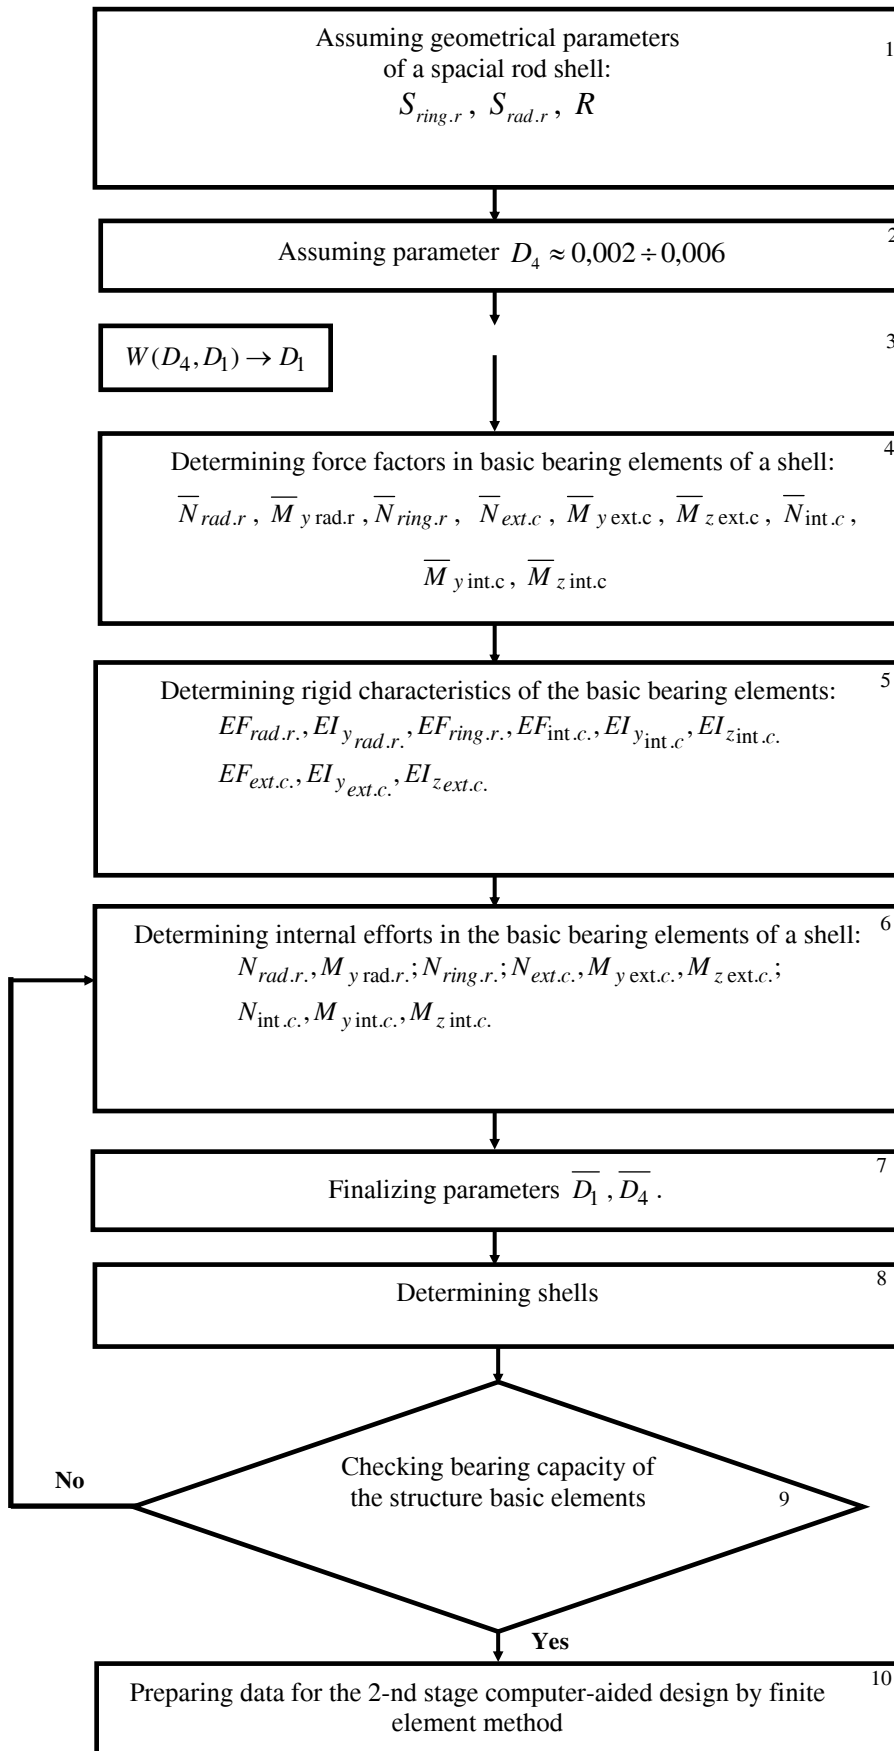 Assuming geometrical parameters
of a spacial rod shell:
1
S_ring.r , S_rad.r , R
2
Assuming parameter D_4 ≈ 0,002 ÷ 0,006
3
W(D_4, D_1) → D_1
4
Determining force factors in basic bearing elements of a shell:
N̅_rad.r , M̅_y rad.r , N̅_ring.r , N̅_ext.c , M̅_y ext.c , M̅_z ext.c , N̅_int.c ,
M̅_y int.c , M̅_z int.c
5
Determining rigid characteristics of the basic bearing elements:
EF_rad.r., EI_y_rad.r., EF_ring.r., EF_int.c., EI_y_int.c, EI_z int.c.
EF_ext.c., EI_y_ext.c., EI_z ext.c.
6
Determining internal efforts in the basic bearing elements of a shell:
N_rad.r., M_y rad.r.; N_ring.r.; N_ext.c., M_y ext.c., M_z ext.c.;
N_int.c., M_y int.c., M_z int.c.
7
Finalizing parameters D̅_1 , D̅_4 .
8
Determining shells
Checking bearing capacity of
the structure basic elements
9
No
Yes
10
Preparing data for the 2-nd stage computer-aided design by finite
element method